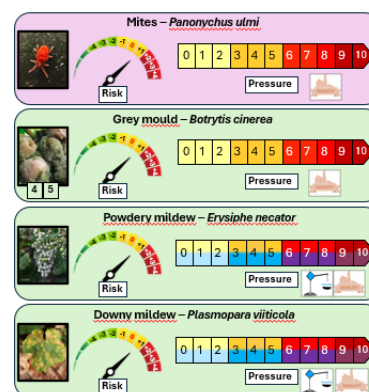 Mites – Panonychus ulmi
0 1 2 3 4 5 6 7 8 9 10
Risk
Pressure
Grey mould – Botrytis cinerea
0 1 2 3 4 5 6 7 8 9 10
4 5
Risk
Pressure
Powdery mildew – Erysiphe necator
0 1 2 3 4 5 6 7 8 9 10
Risk
Pressure
Downy mildew – Plasmopara viiticola
0 1 2 3 4 5 6 7 8 9 10
Risk
Pressure